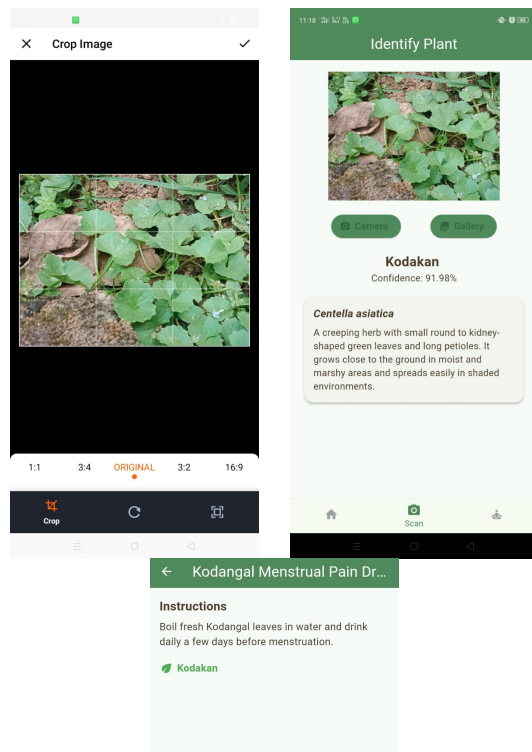 Crop Image
1:1
3:4
ORIGINAL
3:2
16:9
Crop
11:18
Identify Plant
Camera
Gallery
Kodakan
Confidence: 91.98%
Centella asiatica
A creeping herb with small round to kidney-
shaped green leaves and long petioles. It
grows close to the ground in moist and
marshy areas and spreads easily in shaded
environments.
Scan
Kodangal Menstrual Pain Dr...
Instructions
Boil fresh Kodangal leaves in water and drink
daily a few days before menstruation.
Kodakan